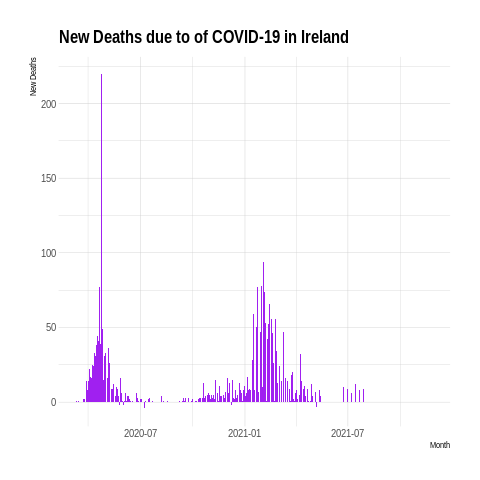 New Deaths due to of COVID-19 in Ireland
New Deaths
200
150
100
50
0
2020-07
2021-01
2021-07
Month